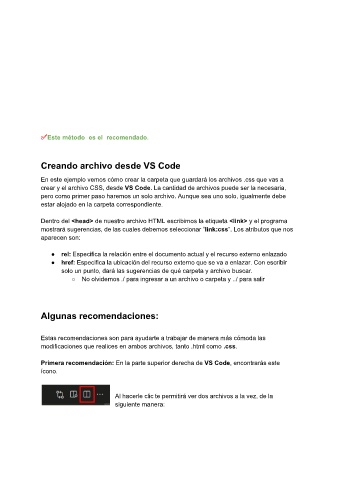 ✅Este método es el recomendado.
Creando archivo desde VS Code
En este ejemplo vemos cómo crear la carpeta que guardará los archivos .css que vas a
crear y el archivo CSS, desde VS Code. La cantidad de archivos puede ser la necesaria,
pero como primer paso haremos un solo archivo. Aunque sea uno solo, igualmente debe
estar alojado en la carpeta correspondiente.
Dentro del <head> de nuestro archivo HTML escribimos la etiqueta <link> y el programa
mostrará sugerencias, de las cuales debemos seleccionar "link:css". Los atributos que nos
aparecen son:
● rel: Especifica la relación entre el documento actual y el recurso externo enlazado
● href: Especifica la ubicación del recurso externo que se va a enlazar. Con escribir
solo un punto, dará las sugerencias de qué carpeta y archivo buscar.
○ No olvidemos ./ para ingresar a un archivo o carpeta y ../ para salir
Algunas recomendaciones:
Estas recomendaciones son para ayudarte a trabajar de manera más cómoda las
modificaciones que realices en ambos archivos, tanto .html como .css.
Primera recomendación: En la parte superior derecha de VS Code, encontrarás este
ícono.
Al hacerle clic te permitirá ver dos archivos a la vez, de la
siguiente manera: